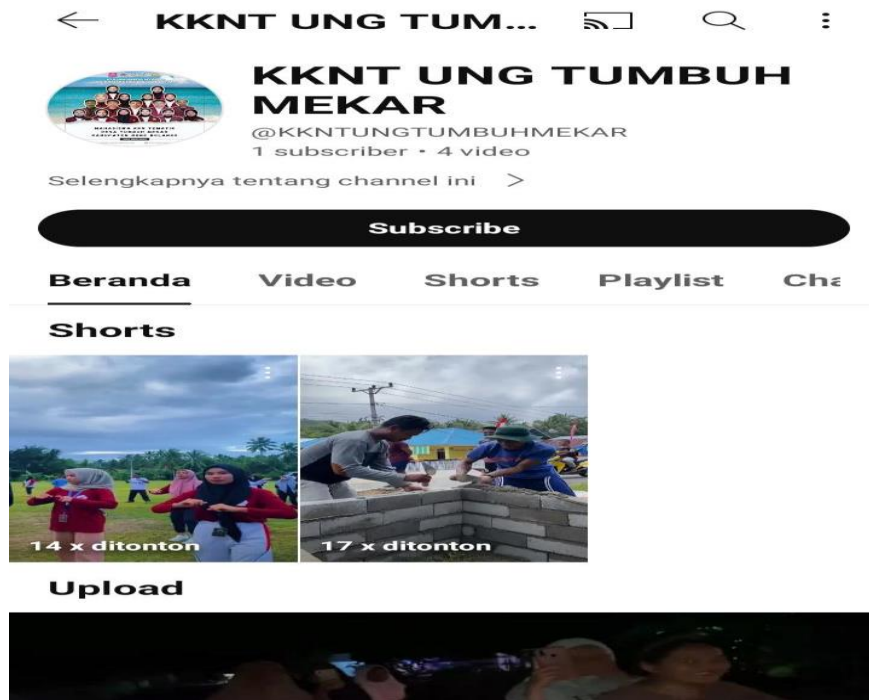 KKNT UNG TUM...
KKNT UNG TUMBUH
MEKAR
@KKNTUNGTUMBUHMEKAR
1 subscriber • 4 video
Selengkapnya tentang channel ini >
Subscribe
Beranda Video Shorts Playlist Cha
Shorts
14 x ditonton 17 x ditonton
Upload